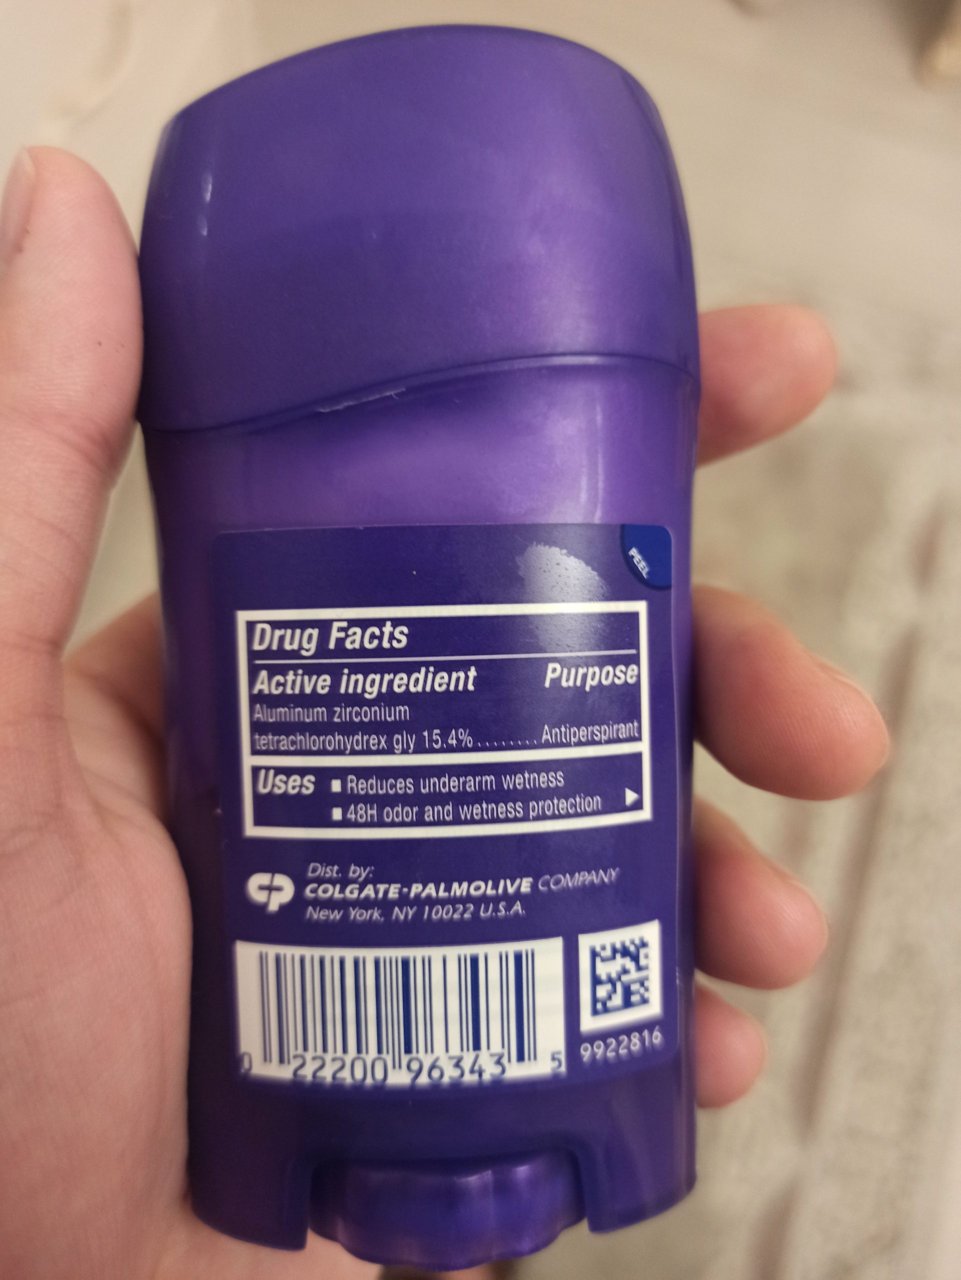 PEEL
Drug Facts
Active ingredient Purpose
Aluminum zirconium
tetrachlorohydrex gly 15.4%........Antiperspirant
Uses ■ Reduces underarm wetness
■ 48H odor and wetness protection
Dist. by:
CP COLGATE-PALMOLIVE COMPANY
New York, NY 10022 U.S.A.
0 22200 96343 5
9922816